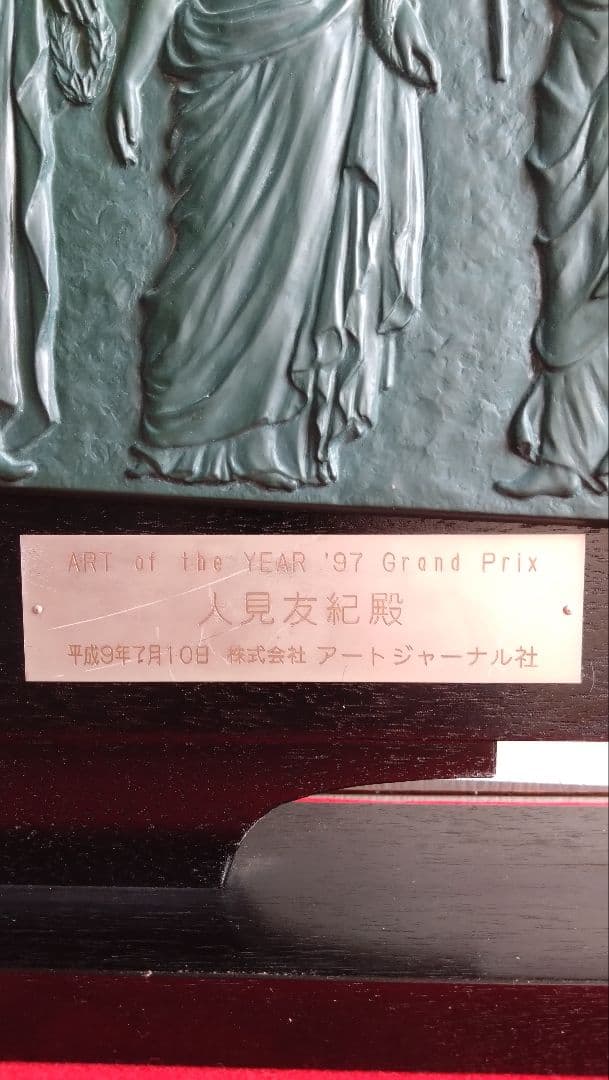 ART of the YEAR '97 Grand Prix
人見友紀殿
平成9年7月10日 株式会社 アートジャーナル社